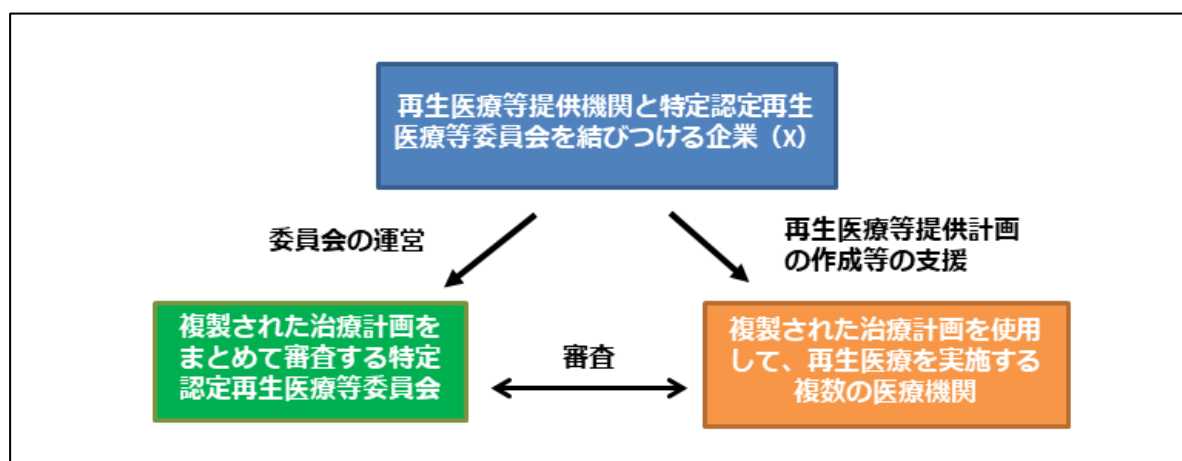 再生医療等提供機関と特定認定再生
医療等委員会を結びつける企業（X）
委員会の運営
再生医療等提供計画
の作成等の支援
複製された治療計画を
まとめて審査する特定
認定再生医療等委員会
審査
複製された治療計画を使用
して、再生医療を実施する
複数の医療機関